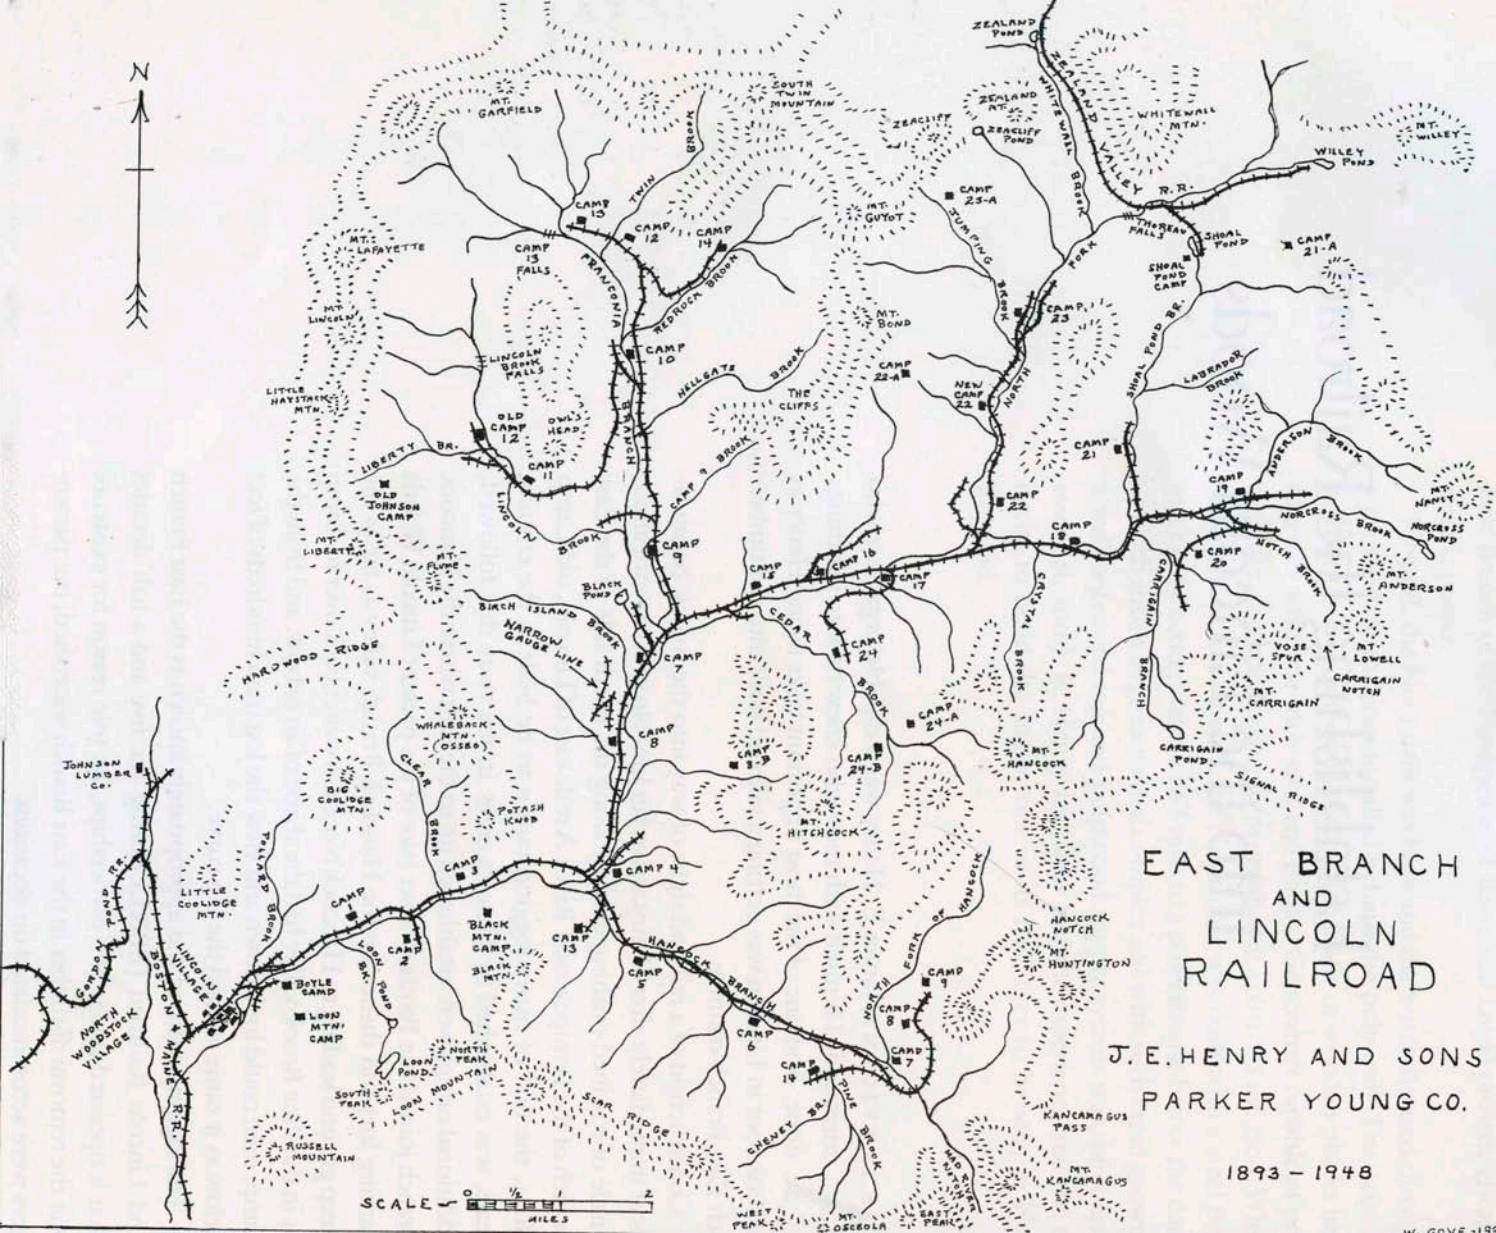 ZEALAND
POND
N
ZEALAND VALLEY R.R.
WHITEWALL BROOK
SOUTH
TWIN
MOUNTAIN
MT.
GARFIELD
ZEALAND
MT.
WHITEWALL
MTN.
ZEACLIFF
ZEACLIFF
POND
MT.
WILLEY
WILLEY
POND
TWIN BROOK
CAMP
23-A
CAMP
13
CAMP
12
CAMP
14
MT.
GUYOT
THOREAU
FALLS
SHOAL
POND
CAMP
21-A
MT.
LAFAYETTE
CAMP
13
FALLS
FRANCONIA BRANCH
JUMPING BROOK
NORTH FORK
SHOAL
POND
CAMP
REDROCK BROOK
MT.
LINCOLN
MT.
BOND
CAMP
23
SHOAL POND BR.
LINCOLN
BROOK
FALLS
CAMP
10
HELLGATE BROOK
CAMP
22-A
LABRADOR
BROOK
LITTLE
HAYSTACK
MTN.
THE
CLIFFS
NEW
CAMP
22
OLD
CAMP
12
OWL'S
HEAD
LIBERTY BR.
CAMP 9 BROOK
CAMP
21
ANDERSON BROOK
CAMP
11
OLD
JOHNSON
CAMP
CAMP
19
MT.
NANCY
LINCOLN BROOK
CAMP
22
NORCROSS BROOK
NORCROSS
POND
CAMP
18
MT.
LIBERTY
MT.
FLUME
CAMP
9
CAMP
15
CAMP 16
NOTCH BROOK
CAMP
20
CAMP
17
MT.
ANDERSON
BLACK
POND
BIRCH ISLAND BROOK
CEDAR BROOK
CRYSTAL BROOK
CARRIGAIN BRANCH
NARROW
GAUGE LINE
HARDWOOD RIDGE
CAMP
7
CAMP
24
VOSE
SPUR
MT.
LOWELL
CARRIGAIN
NOTCH
MT.
CARRIGAIN
WHALEBACK
MTN.
(OSSEO)
CAMP
8
CAMP
24-A
CAMP
8-B
CAMP
24-B
MT.
HANCOCK
CARRIGAIN
POND
SIGNAL RIDGE
JOHNSON
LUMBER
CO.
CLEAR BROOK
BIG
COOLIDGE
MTN.
POTASH
KNOB
MT.
HITCHCOCK
POLLARD BROOK
EAST BRANCH
AND
LINCOLN
RAILROAD
CAMP
3
CAMP 4
GORDON POND RR.
LITTLE
COOLIDGE
MTN.
CAMP
1
CAMP
2
BLACK
MTN.
CAMP
CAMP
13
NORTH FORK OF HANCOCK
HANCOCK
NOTCH
HANCOCK BRANCH
LINCOLN
VILLAGE
LOON POND BR.
BLACK
MTN.
CAMP
5
MT.
HUNTINGTON
BOYLE
CAMP
CAMP
9
BOSTON & MAINE R.R.
NORTH
WOODSTOCK
VILLAGE
LOON
MTN.
CAMP
CAMP
8
CAMP
6
J.E. HENRY AND SONS
LOON
POND
NORTH
PEAK
CAMP
7
CAMP
14
PARKER YOUNG CO.
SOUTH
PEAK
LOON MOUNTAIN
SCAR RIDGE
CHENEY BR.
PINE BROOK
KANCAMAGUS
PASS
RUSSELL
MOUNTAIN
MAD RIVER
NOTCH
MT.
KANCAMAGUS
1893 - 1948
SCALE 0 1/2 1 2
MILES
WEST
PEAK
MT.
OSCEOLA
EAST
PEAK